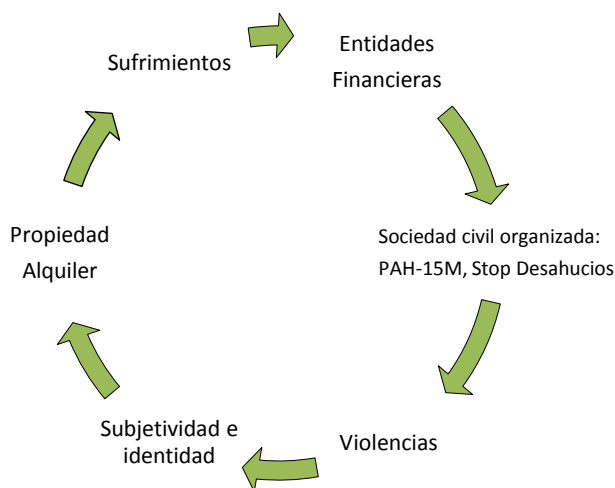 Sufrimientos
Entidades
Financieras
Sociedad civil organizada:
PAH-15M, Stop Desahucios
Violencias
Subjetividad e
identidad
Propiedad
Alquiler